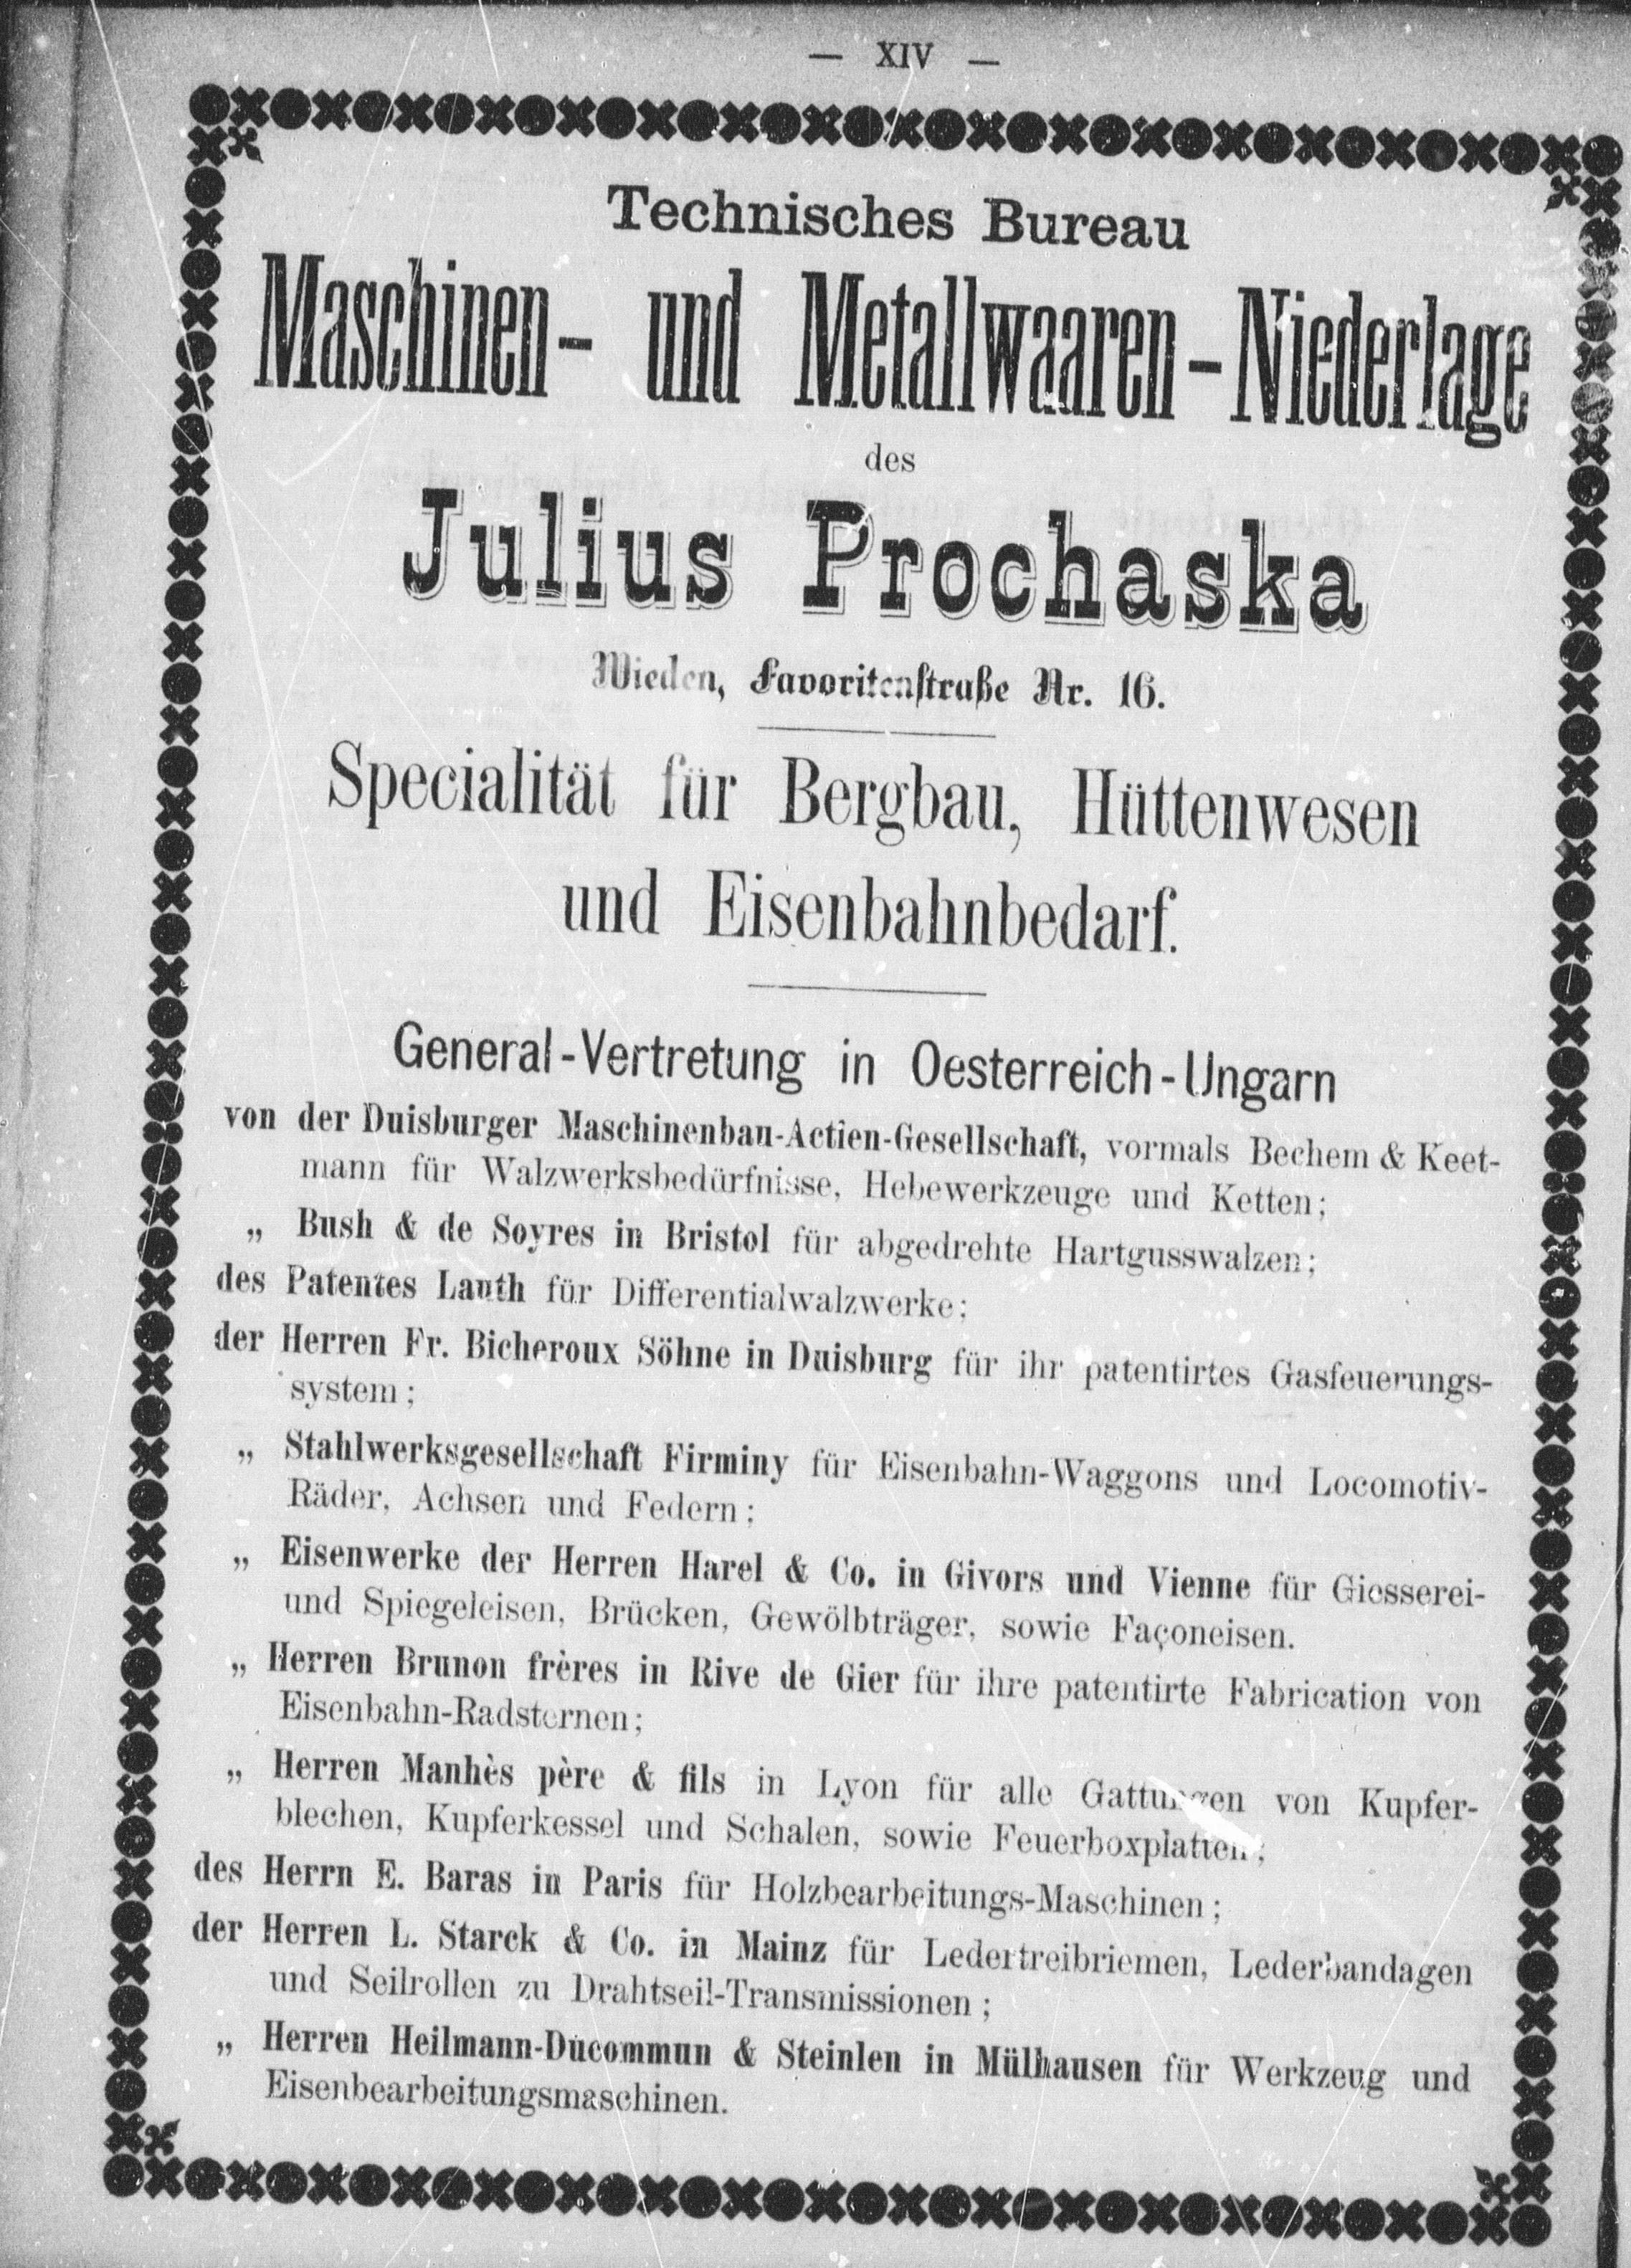 — XIV —
Technisches Bureau
Maschinen- und Metallwaaren-Niederlage
des
Julius Prochaska
Wieden, Favoritenstraße Nr. 16.
Specialität für Bergbau, Hüttenwesen
und Eisenbahnbedarf.
General-Vertretung in Oesterreich-Ungarn
von der Duisburger Maschinenbau-Actien-Gesellschaft, vormals Bechem & Keet-
mann für Walzwerksbedürfnisse, Hebewerkzeuge und Ketten;
„ Bush & de Soyres in Bristol für abgedrehte Hartgusswalzen;
des Patentes Lauth für Differentialwalzwerke;
der Herren Fr. Bicheroux Söhne in Duisburg für ihr patentirtes Gasfeuerungs-
system;
„ Stahlwerksgesellschaft Firminy für Eisenbahn-Waggons und Locomotiv-
Räder, Achsen und Federn;
„ Eisenwerke der Herren Harel & Co. in Givors und Vienne für Giesserei-
und Spiegeleisen, Brücken, Gewölbträger, sowie Façoneisen.
„ Herren Brunon frères in Rive de Gier für ihre patentirte Fabrication von
Eisenbahn-Radsternen;
„ Herren Manhès père & fils in Lyon für alle Gattungen von Kupfer-
blechen, Kupferkessel und Schalen, sowie Feuerboxplatten;
des Herrn E. Baras in Paris für Holzbearbeitungs-Maschinen;
der Herren L. Starck & Co. in Mainz für Ledertreibriemen, Lederbandagen
und Seilrollen zu Drahtseil-Transmissionen;
„ Herren Heilmann-Ducommun & Steinlen in Mülhausen für Werkzeug und
Eisenbearbeitungsmaschinen.